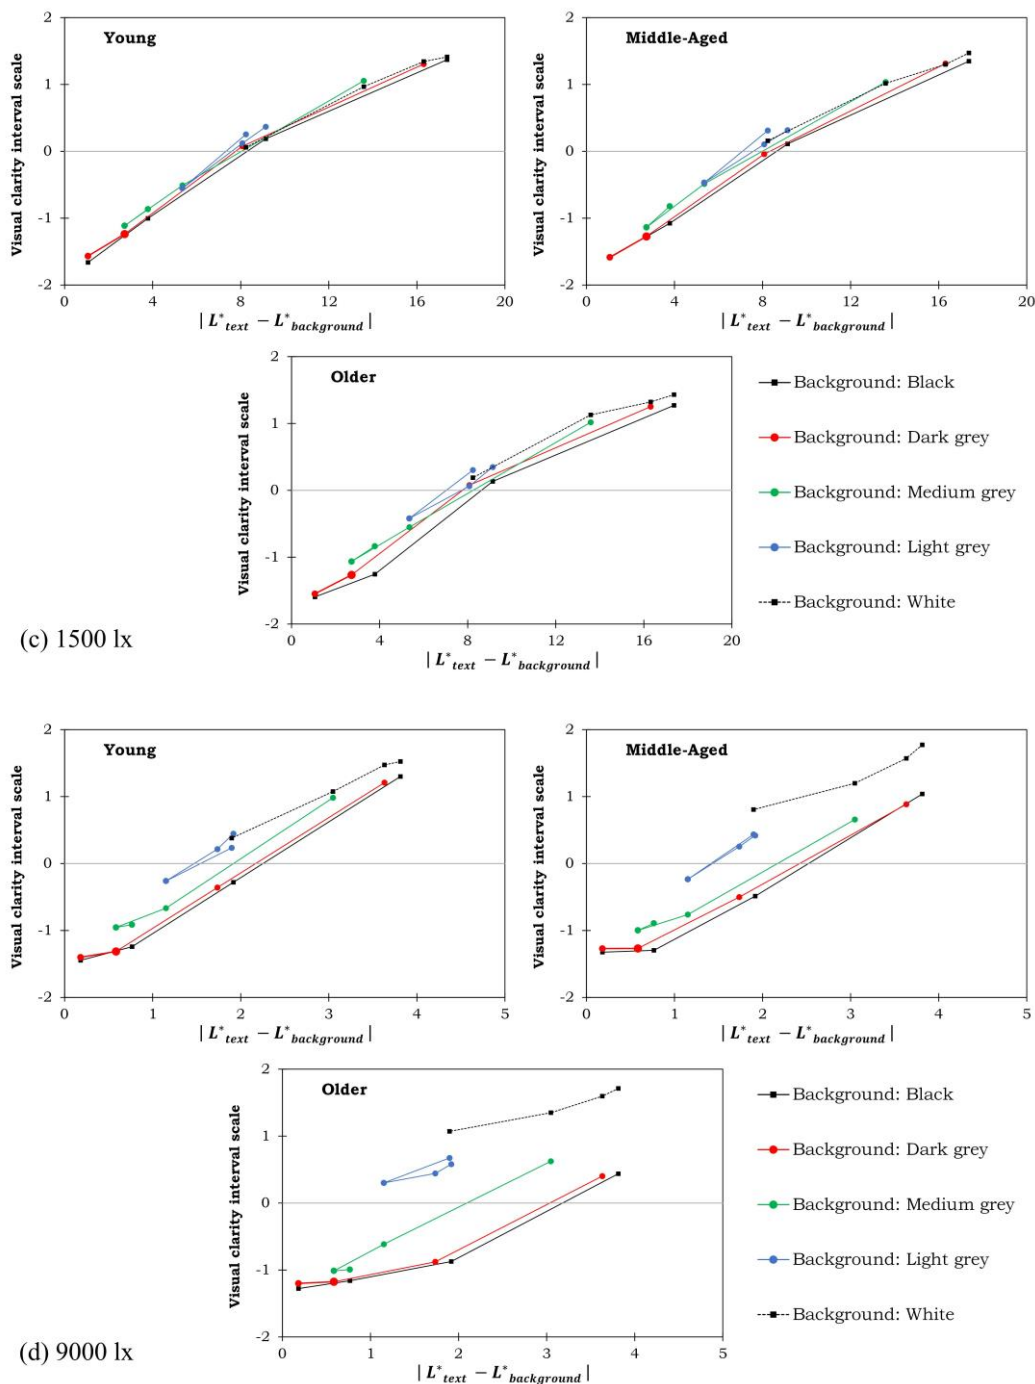 Young
Visual clarity interval scale
2
1
0
-1
-2
0 4 8 12 16 20
| L*text − L*background |
Middle-Aged
Visual clarity interval scale
2
1
0
-1
-2
0 4 8 12 16 20
| L*text − L*background |
Older
Visual clarity interval scale
2
1
0
-1
-2
0 4 8 12 16 20
| L*text − L*background |
Background: Black
Background: Dark grey
Background: Medium grey
Background: Light grey
Background: White
(c) 1500 lx
Young
Visual clarity interval scale
2
1
0
-1
-2
0 1 2 3 4 5
| L*text − L*background |
Middle-Aged
Visual clarity interval scale
2
1
0
-1
-2
0 1 2 3 4 5
| L*text − L*background |
Older
Visual clarity interval scale
2
1
0
-1
-2
0 1 2 3 4 5
| L*text − L*background |
Background: Black
Background: Dark grey
Background: Medium grey
Background: Light grey
Background: White
(d) 9000 lx